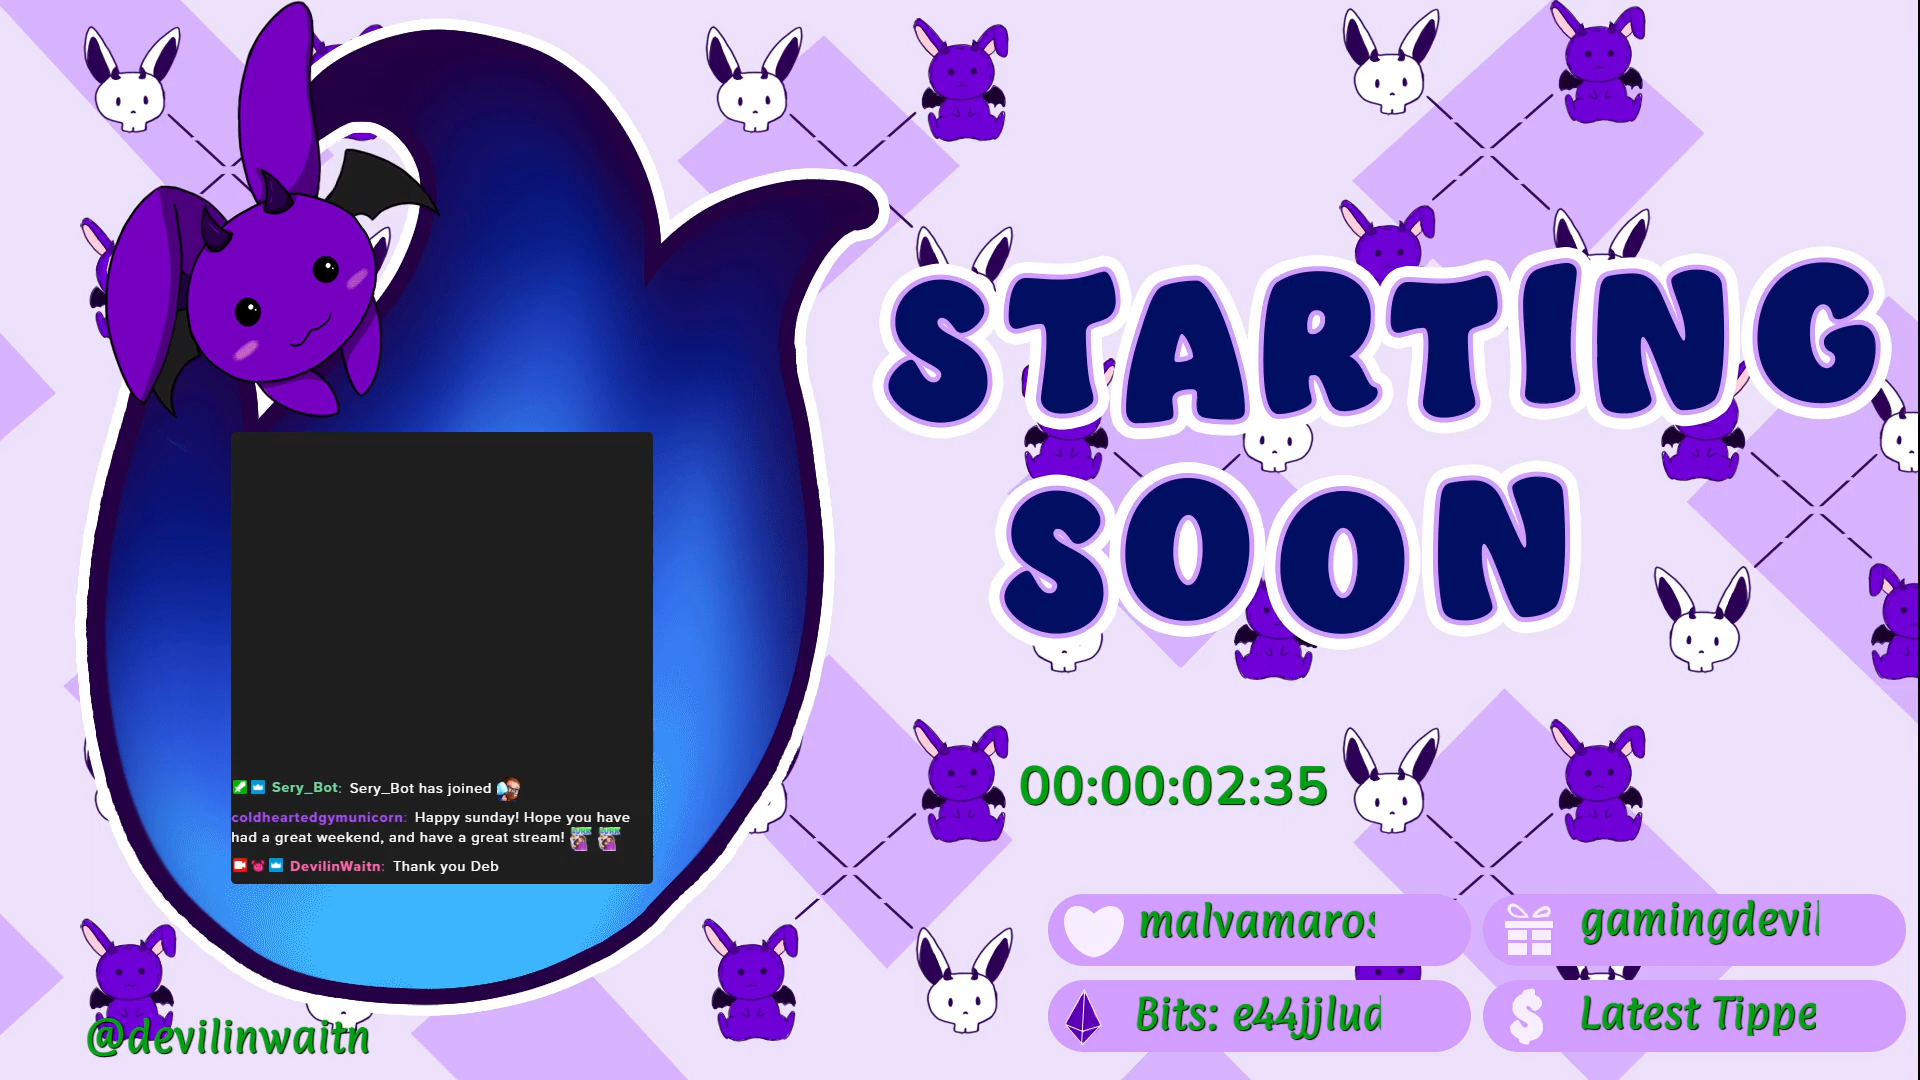 STARTING
SOON
Sery_Bot: Sery_Bot has joined
coldheartedgymunicorn: Happy sunday! Hope you have
had a great weekend, and have a great stream!
DevilinWaitn: Thank you Deb
00:00:02:35
malvamaros
gamingdevil
Bits: e44jjlud
Latest Tippe
@devilinwaitn